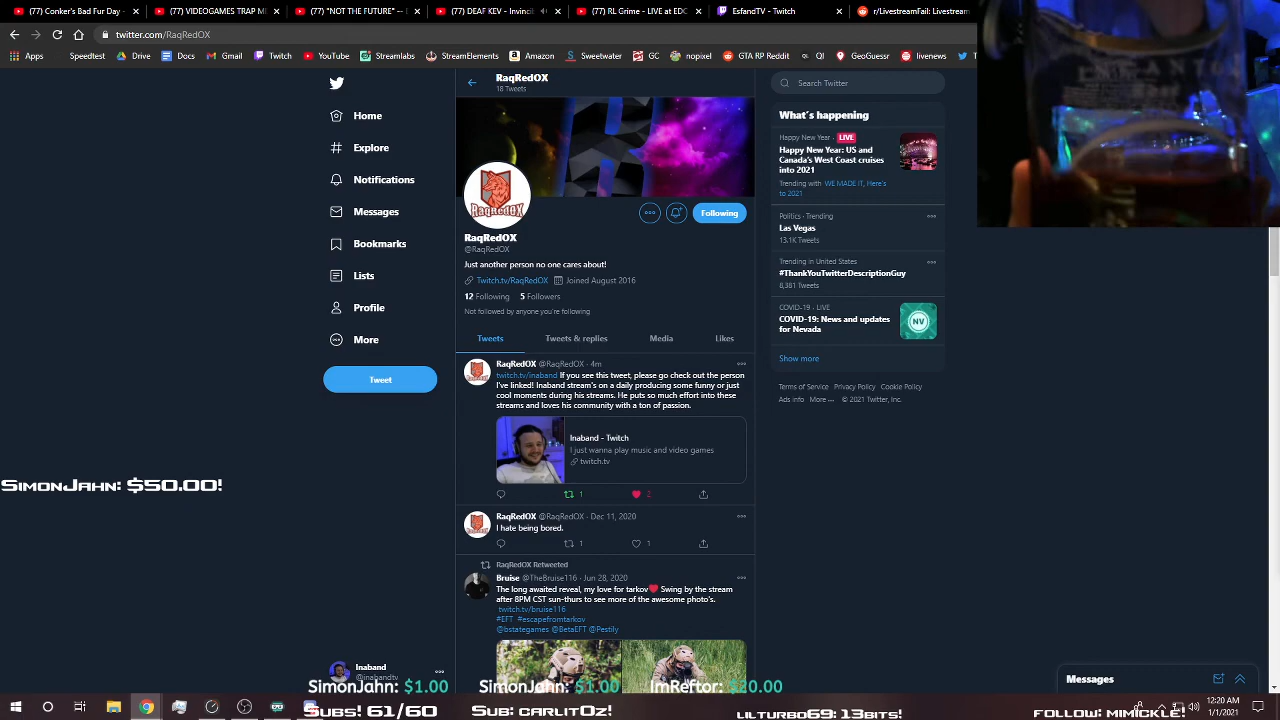 (77) Conker's Bad Fur Day -
(77) VIDEOGAMES TRAP M
(77) "NOT THE FUTURE" --
(77) DEAF KEV - Invinci
(77) RL Grime - LIVE at EDC
EsfandTV - Twitch
r/LivestreamFail: Livestream
twitter.com/RaqRedOX
Apps Speedtest Drive Docs Gmail Twitch YouTube Streamlabs StreamElements Amazon Sweetwater GC nopixel GTA RP Reddit QI Geoguessr livenews
RaqRedOX
18 Tweets
Search Twitter
Home
Explore
Notifications
Messages
Bookmarks
Lists
Profile
More
Tweet
RaqRedOX
Following
RaqRedOX
@RaqRedOX
Just another person no one cares about!
Twitch.tv/RaqRedOX Joined August 2016
12 Following 5 Followers
Not followed by anyone you're following
Tweets Tweets & replies Media Likes
RaqRedOX @RaqRedOX · 4m
twitch.tv/inaband If you see this tweet, please go check out the person
I've linked! Inaband stream's on a daily producing some funny or just
cool moments during his streams. He puts so much effort into these
streams and loves his community with a ton of passion.
Inaband - Twitch
I just wanna play music and video games
twitch.tv
1 2
RaqRedOX @RaqRedOX · Dec 11, 2020
I hate being bored.
1 1
RaqRedOX Retweeted
Bruise @TheBruise116 · Jun 28, 2020
The long awaited reveal, my love for tarkov Swing by the stream
after 8PM CST sun-thurs to see more of the awesome photo's.
twitch.tv/bruise116
#EFT #escapefromtarkov
@bstategames @BetaEFT @Pestily
What's happening
Happy New Year · LIVE
Happy New Year: US and
Canada's West Coast cruises
into 2021
Trending with WE MADE IT, Here's
to 2021
Politics · Trending
Las Vegas
13.1K Tweets
Trending in United States
#ThankYouTwitterDescriptionGuy
8,381 Tweets
COVID-19 · LIVE
COVID-19: News and updates
for Nevada
NV
Show more
Terms of Service Privacy Policy Cookie Policy
Ads info More © 2021 Twitter, Inc.
SimonJahn: $50.00!
Inaband
@inabandtv
Messages
SimonJahn: $1.00 SimonJahn: $1.00 ImReftor: $20.00
Subs! 61/60 Sub: CarlitOz! lilturbo69: 13bits! Follow: Mimickle!
12:20 AM
1/1/2021